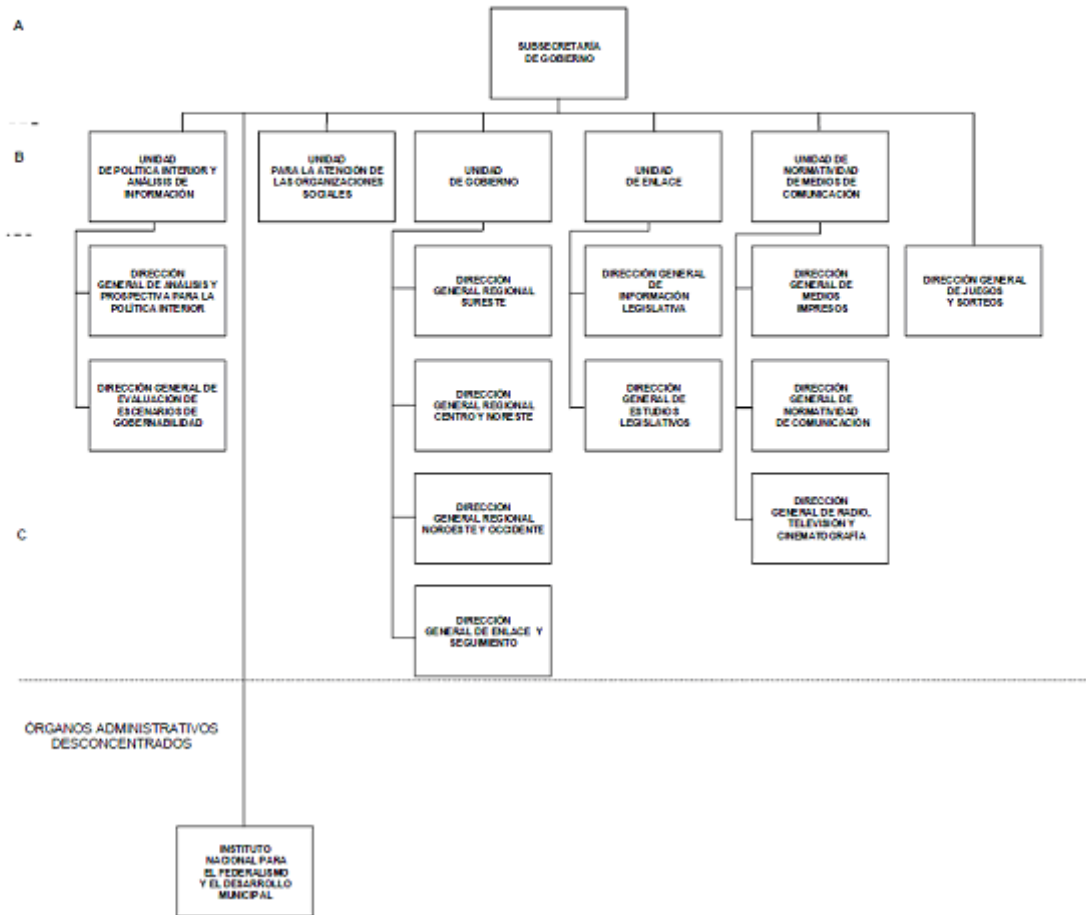 A
SUBSECRETARÍA
DE GOBIERNO
B
UNIDAD
DE POLÍTICA INTERIOR Y
ANÁLISIS DE
INFORMACIÓN
UNIDAD
PARA LA ATENCIÓN DE
LAS ORGANIZACIONES
SOCIALES
UNIDAD
DE GOBIERNO
UNIDAD
DE ENLACE
UNIDAD DE
NORMATIVIDAD
DE MEDIOS DE
COMUNICACIÓN
DIRECCIÓN
GENERAL DE ANÁLISIS Y
PROSPECTIVA PARA LA
POLÍTICA INTERIOR
DIRECCIÓN
GENERAL REGIONAL
SURESTE
DIRECCIÓN GENERAL
DE
INFORMACIÓN
LEGISLATIVA
DIRECCIÓN
GENERAL DE
MEDIOS
IMPRESOS
DIRECCIÓN GENERAL
DE JUEGOS
Y SORTEOS
DIRECCIÓN GENERAL DE
EVALUACIÓN DE
ESCENARIOS DE
GOBERNABILIDAD
DIRECCIÓN
GENERAL REGIONAL
CENTRO Y NORESTE
DIRECCIÓN
GENERAL DE
ESTUDIOS
LEGISLATIVOS
DIRECCIÓN
GENERAL DE
NORMATIVIDAD
DE COMUNICACIÓN
C
DIRECCIÓN
GENERAL REGIONAL
NOROESTE Y OCCIDENTE
DIRECCIÓN
GENERAL DE RADIO,
TELEVISIÓN Y
CINEMATOGRAFÍA
DIRECCIÓN
GENERAL DE ENLACE Y
SEGUIMIENTO
ÓRGANOS ADMINISTRATIVOS
DESCONCENTRADOS
INSTITUTO
NACIONAL PARA
EL FEDERALISMO
Y EL DESARROLLO
MUNICIPAL